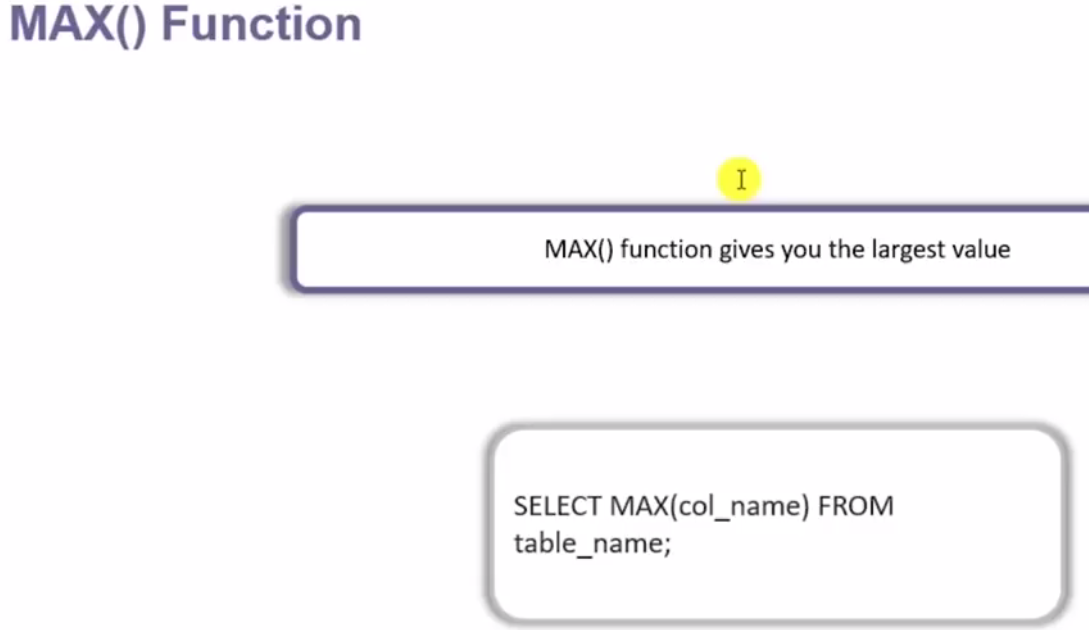 MAX() Function
MAX() function gives you the largest value
SELECT MAX(col_name) FROM
table_name;